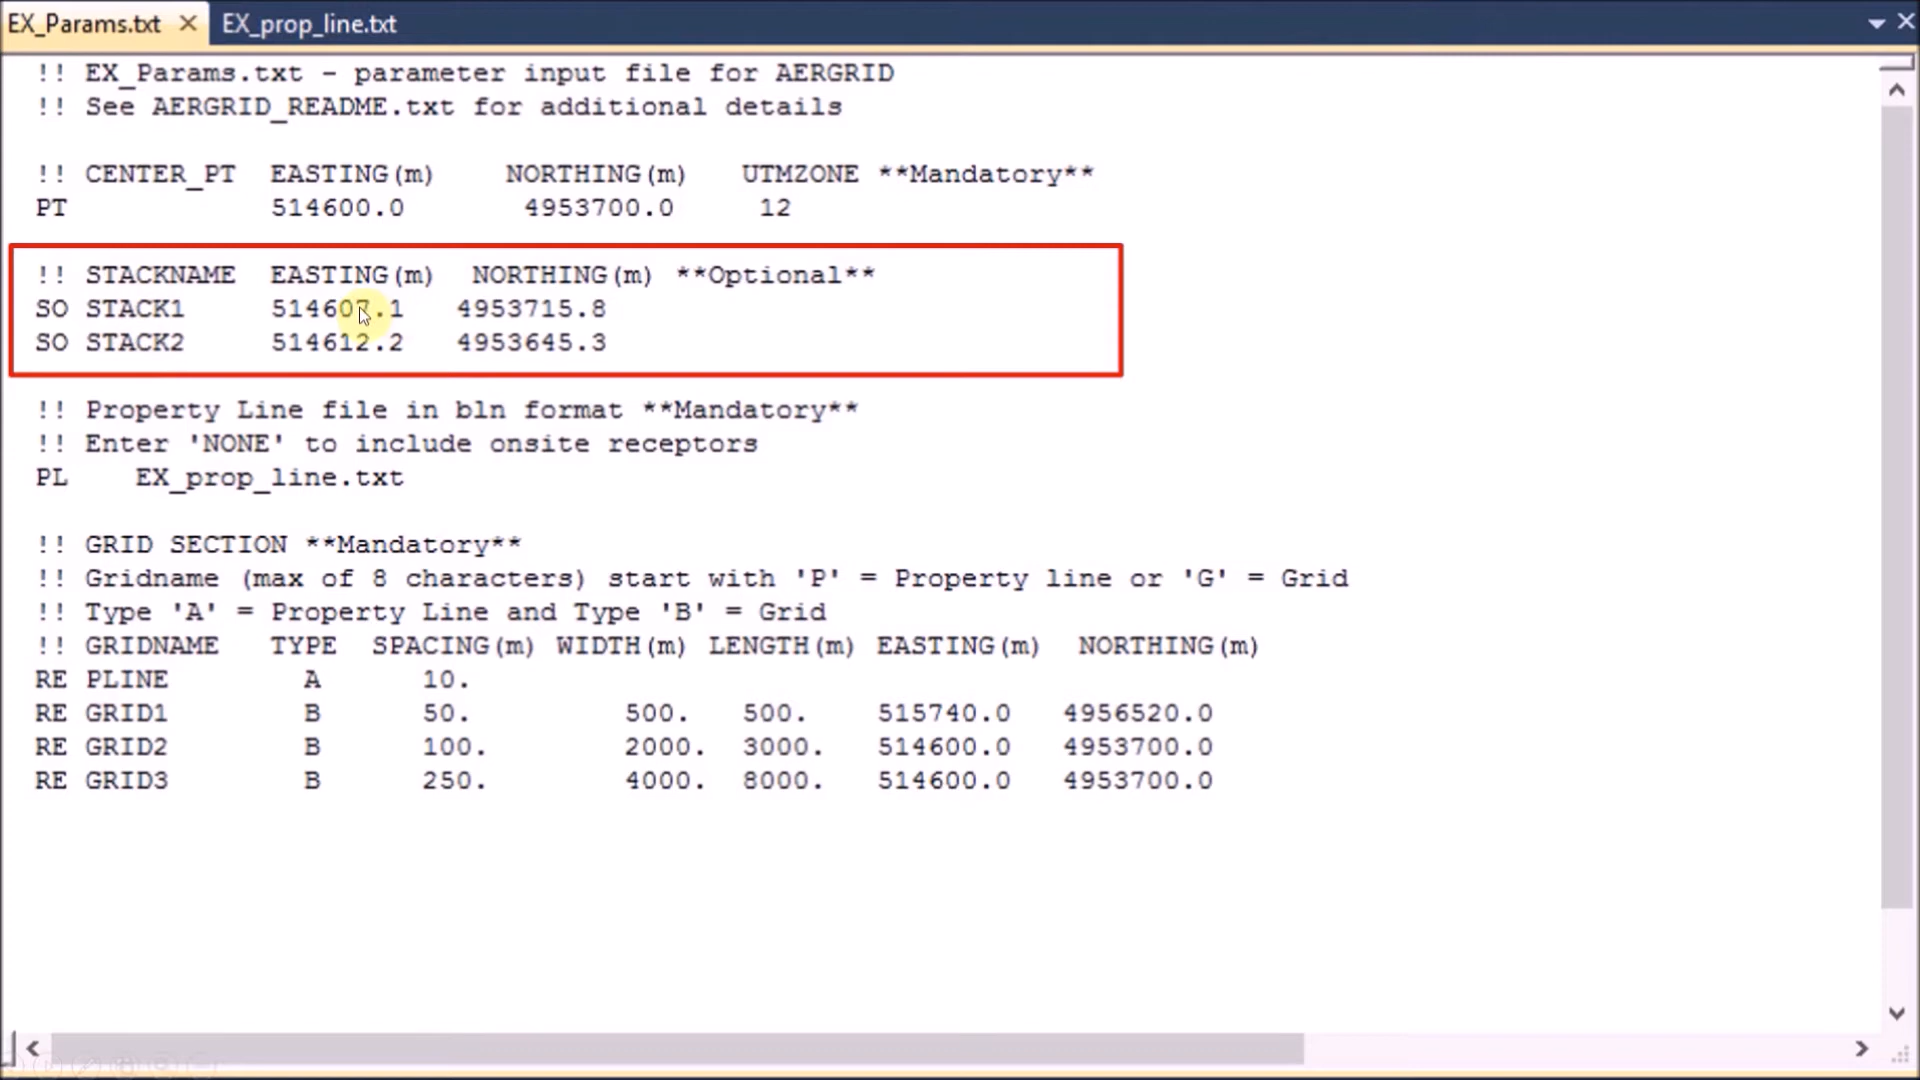 EX_Params.txt EX_prop_line.txt
!! EX_Params.txt - parameter input file for AERGRID
!! See AERGRID_README.txt for additional details
!! CENTER_PT EASTING(m) NORTHING(m) UTMZONE **Mandatory**
PT 514600.0 4953700.0 12
!! STACKNAME EASTING(m) NORTHING(m) **Optional**
SO STACK1 514607.1 4953715.8
SO STACK2 514612.2 4953645.3
!! Property Line file in bln format **Mandatory**
!! Enter 'NONE' to include onsite receptors
PL EX_prop_line.txt
!! GRID SECTION **Mandatory**
!! Gridname (max of 8 characters) start with 'P' = Property line or 'G' = Grid
!! Type 'A' = Property Line and Type 'B' = Grid
!! GRIDNAME TYPE SPACING(m) WIDTH(m) LENGTH(m) EASTING(m) NORTHING(m)
RE PLINE A 10.
RE GRID1 B 50. 500. 500. 515740.0 4956520.0
RE GRID2 B 100. 2000. 3000. 514600.0 4953700.0
RE GRID3 B 250. 4000. 8000. 514600.0 4953700.0